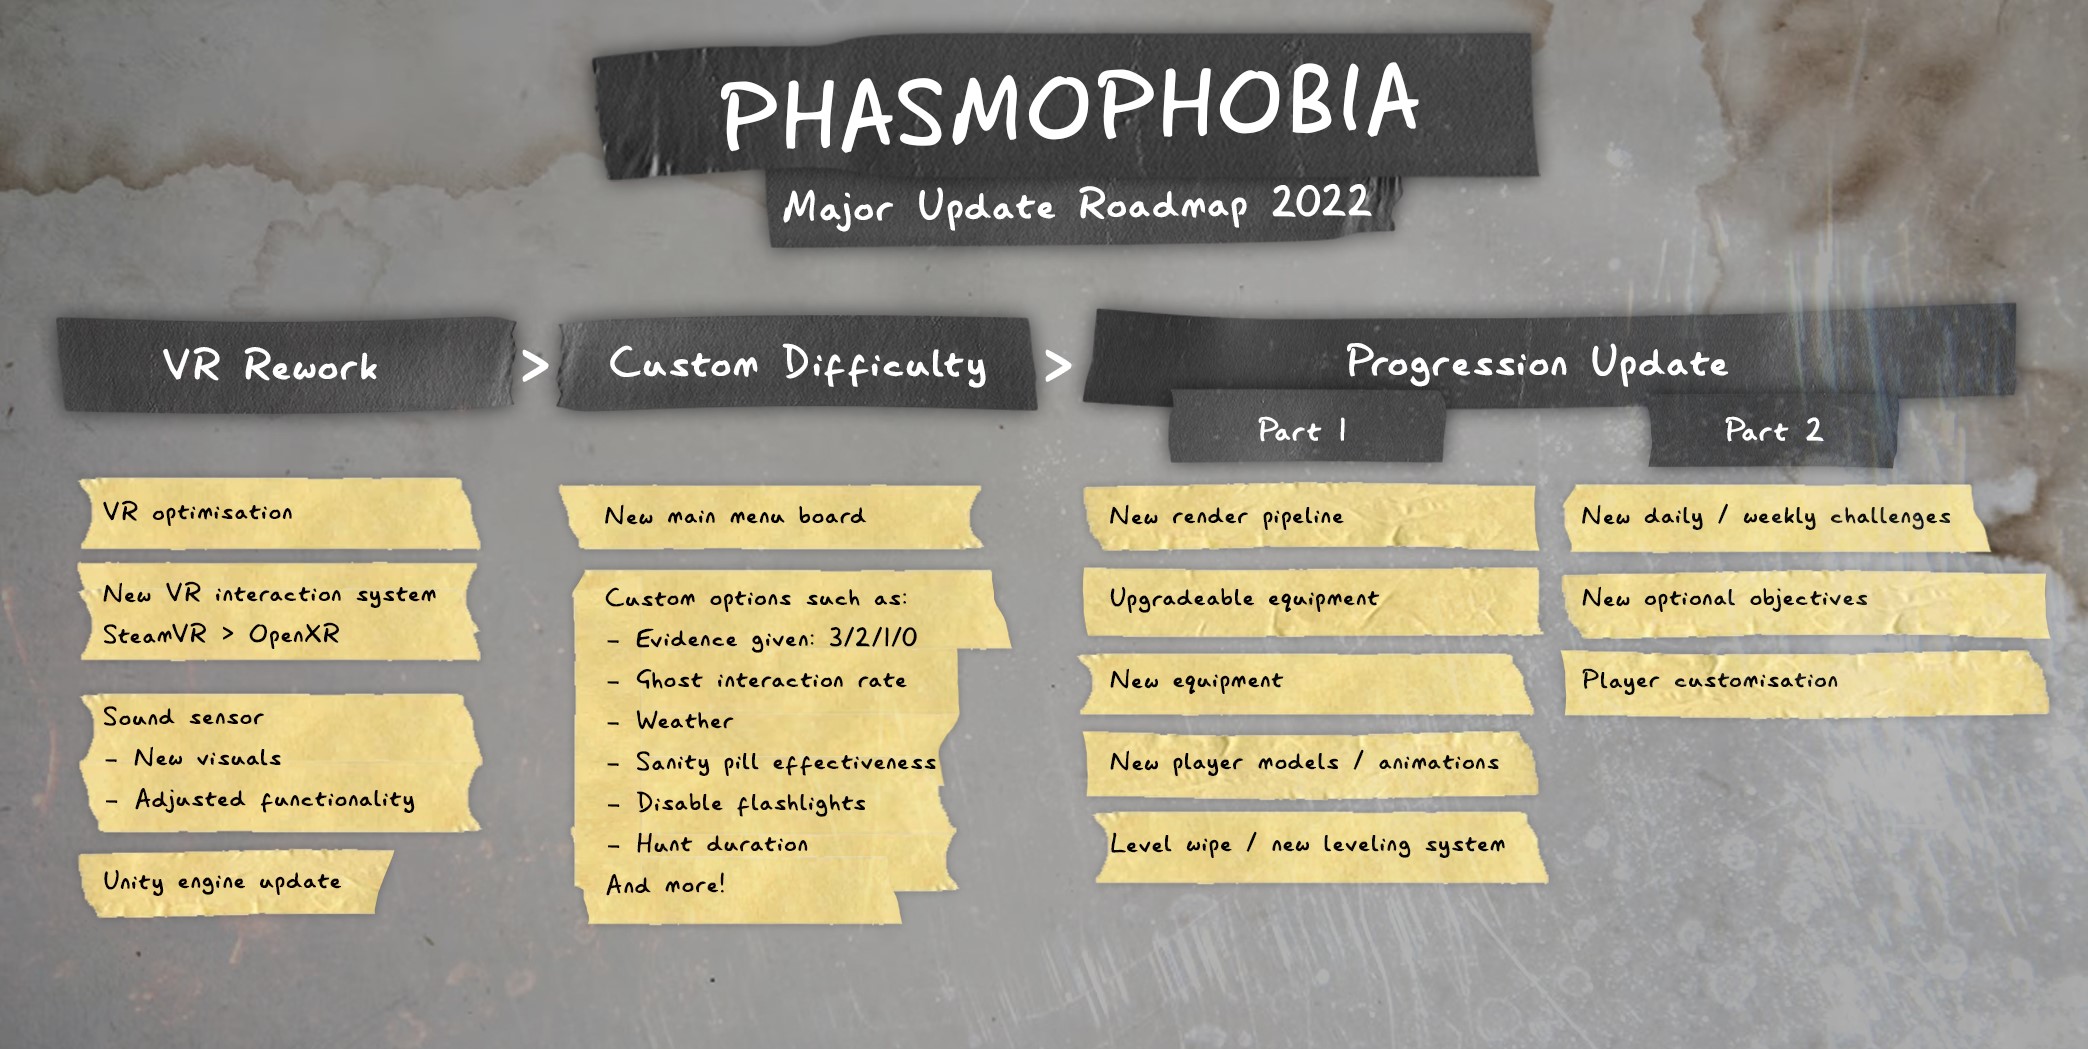 PHASMOPHOBIA
Major Update Roadmap 2022
VR Rework > Custom Difficulty > Progression Update
Part 1
Part 2
VR optimisation
New VR interaction system
SteamVR > OpenXR
Sound sensor
- New visuals
- Adjusted functionality
Unity engine update
New main menu board
Custom options such as:
- Evidence given: 3/2/1/0
- Ghost interaction rate
- Weather
- Sanity pill effectiveness
- Disable flashlights
- Hunt duration
And more!
New render pipeline
Upgradeable equipment
New equipment
New player models / animations
Level wipe / new leveling system
New daily / weekly challenges
New optional objectives
Player customisation